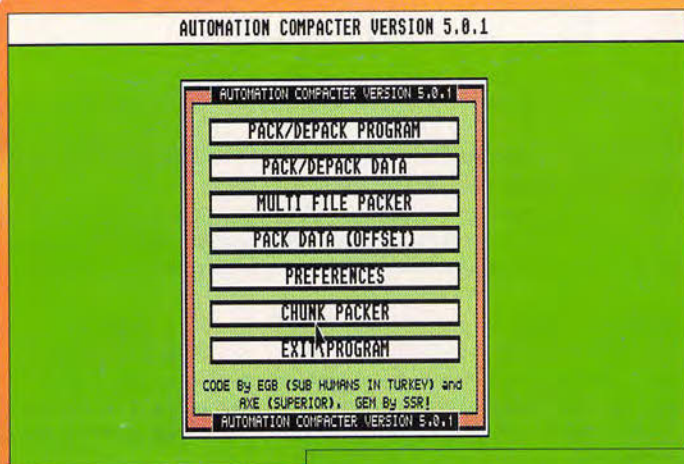 AUTOMATION COMPACTER VERSION 5.0.1
AUTOMATION COMPACTER VERSION 5.0.1
PACK/DEPACK PROGRAM
PACK/DEPACK DATA
MULTI FILE PACKER
PACK DATA (OFFSET)
PREFERENCES
CHUNK PACKER
EXIT PROGRAM
CODE By EGB (SUB HUMANS IN TURKEY) and
AXE (SUPERIOR). GEM By SSR!
AUTOMATION COMPACTER VERSION 5.0.1